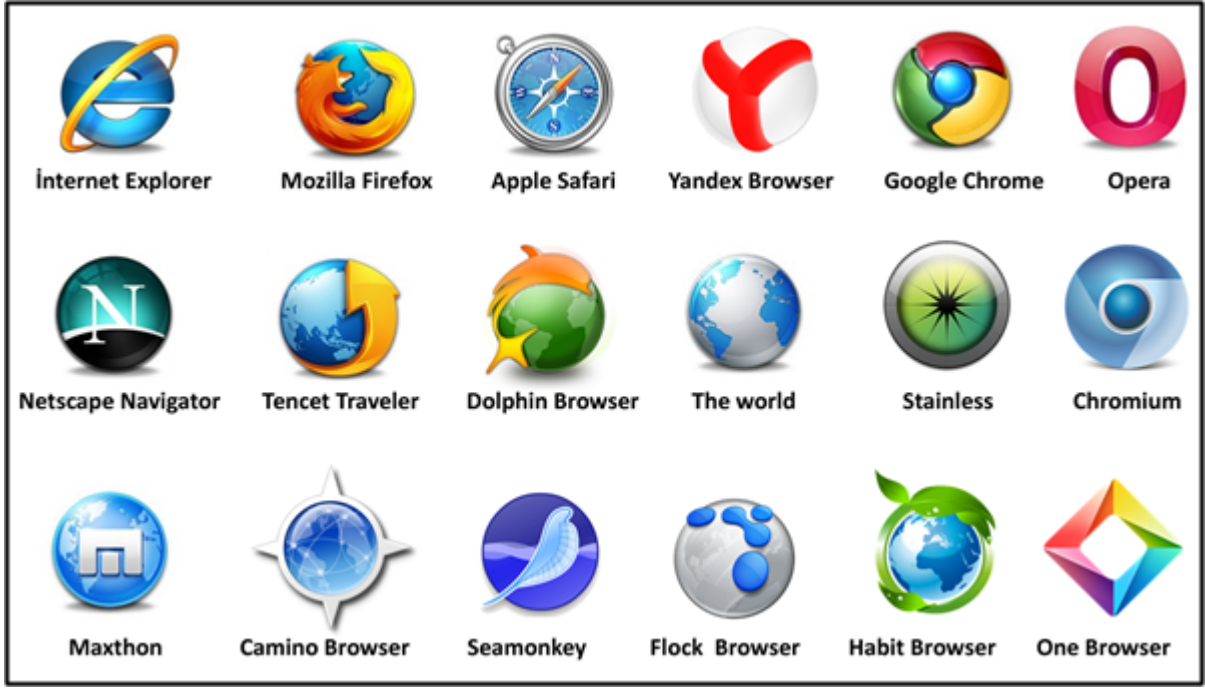 İnternet Explorer Mozilla Firefox Apple Safari Yandex Browser Google Chrome Opera
Netscape Navigator Tencet Traveler Dolphin Browser The world Stainless Chromium
Maxthon Camino Browser Seamonkey Flock Browser Habit Browser One Browser